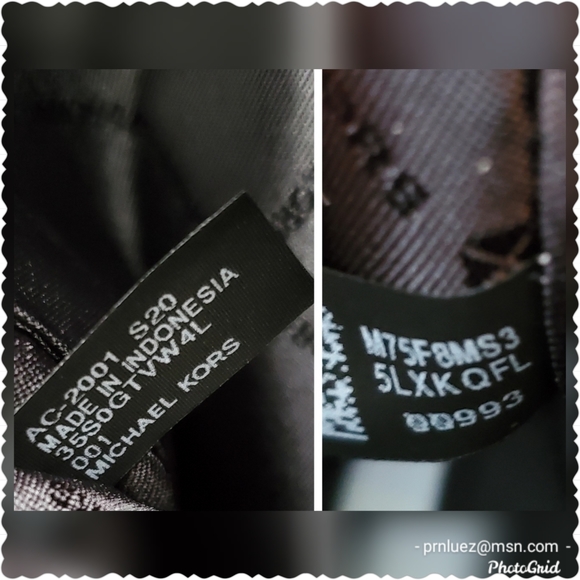 AC-2001 S20
MADE IN INDONESIA
35S0GTVW4L
001
MICHAEL KORS
M75F8MS3
5LXKQFL
00993
- prnluez@msn.com -
PhotoGrid